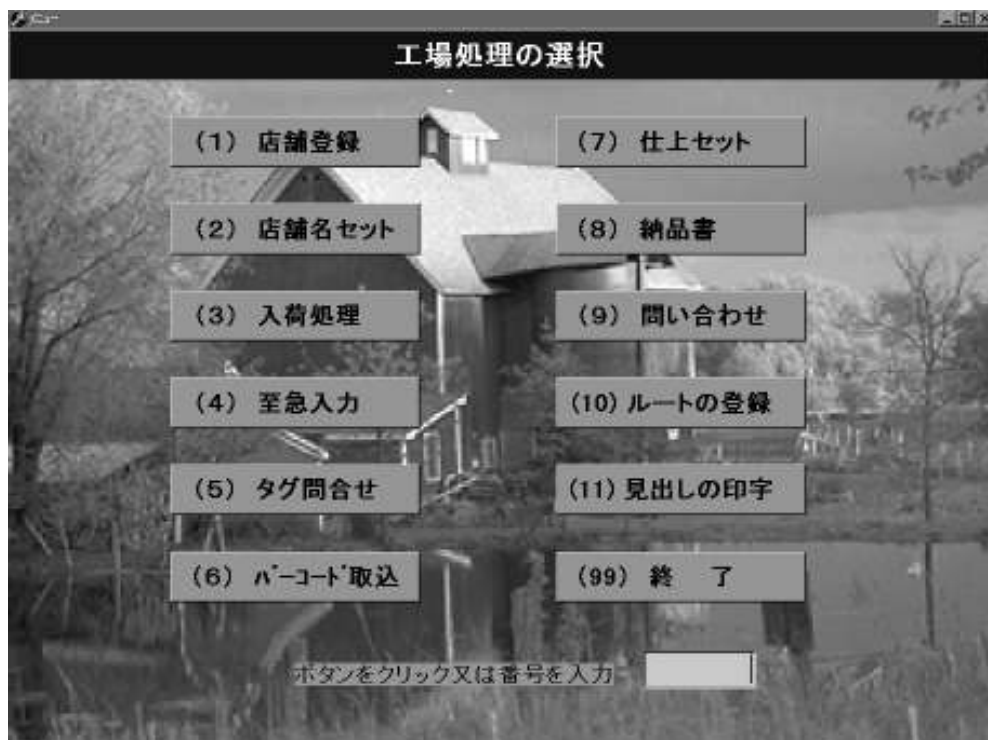 メニュー
工場処理の選択
(1) 店舗登録
(2) 店舗名セット
(3) 入荷処理
(4) 至急入力
(5) タグ問合せ
(6) バーコード取込
(7) 仕上セット
(8) 納品書
(9) 問い合わせ
(10) ルートの登録
(11) 見出しの印字
(99) 終 了
ボタンをクリック又は番号を入力